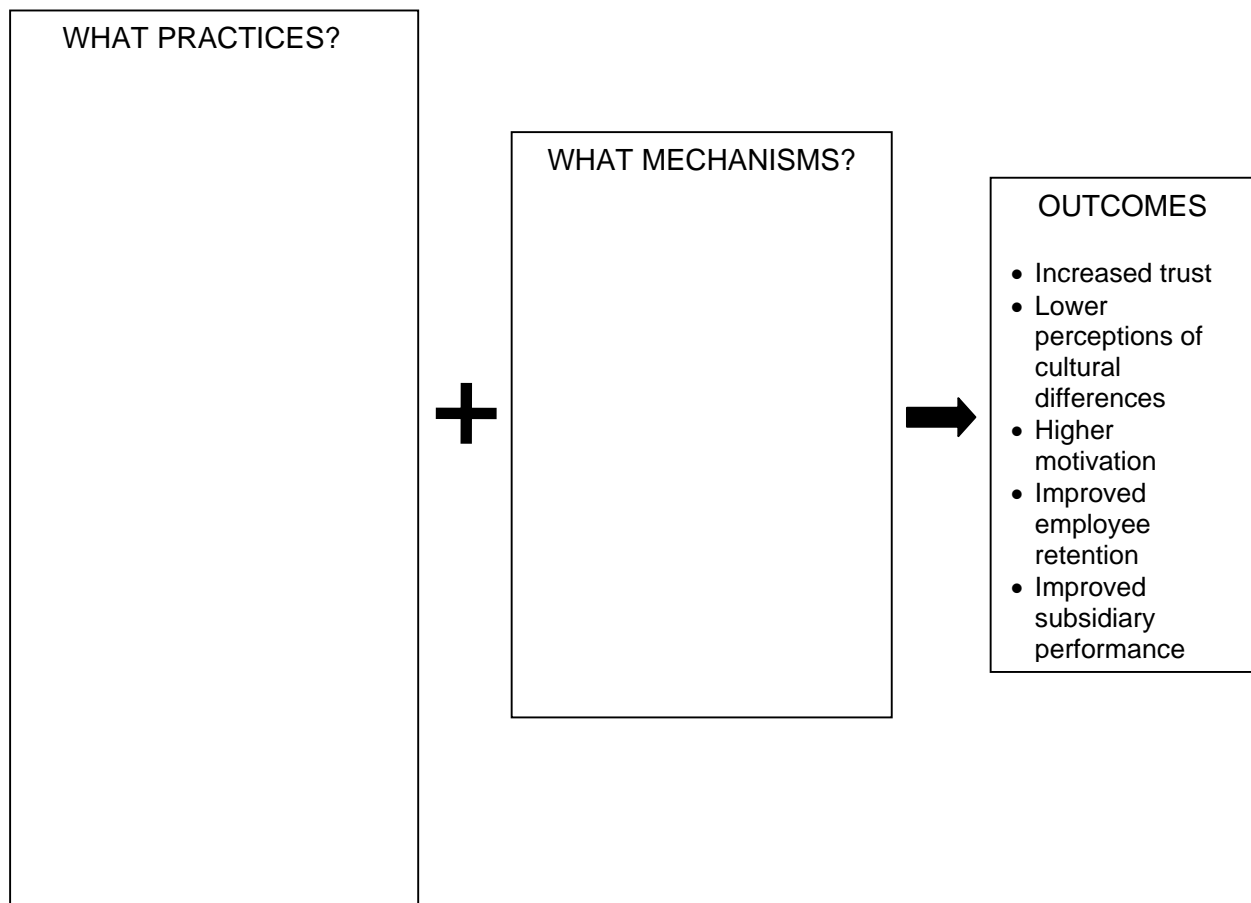 WHAT PRACTICES?
WHAT MECHANISMS?
OUTCOMES
• Increased trust
• Lower
perceptions of
cultural
differences
• Higher
motivation
• Improved
employee
retention
• Improved
subsidiary
performance